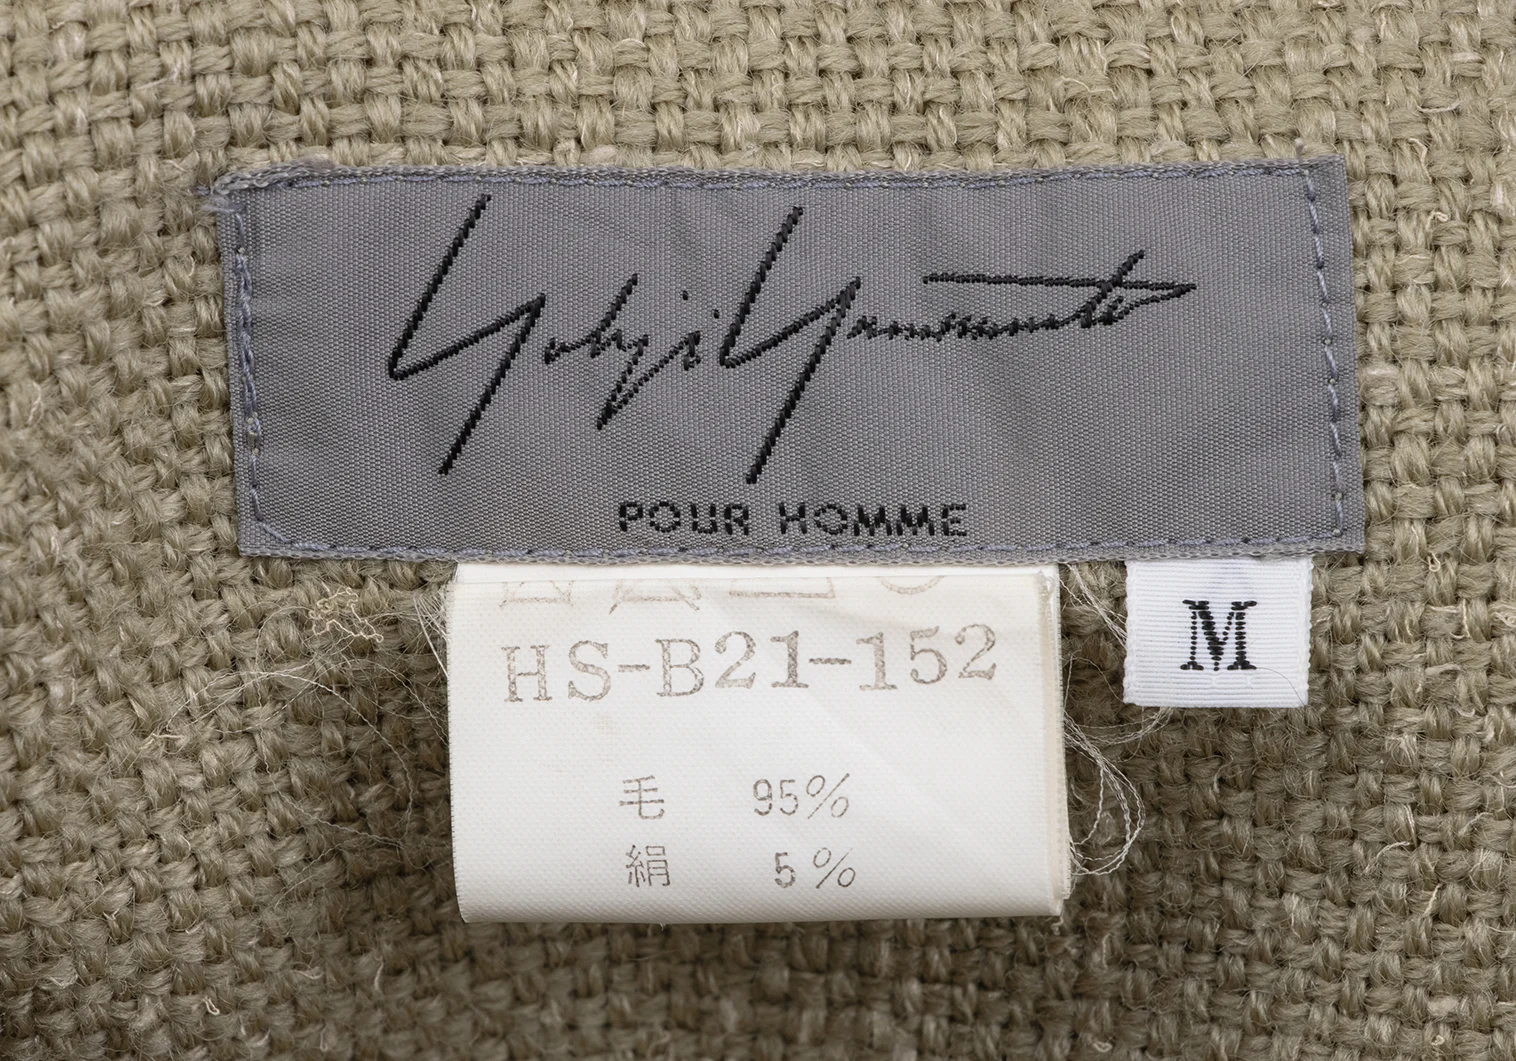 Yohji Yamamoto
POUR HOMME
M
HS-B21-152
毛 95%
絹 5%